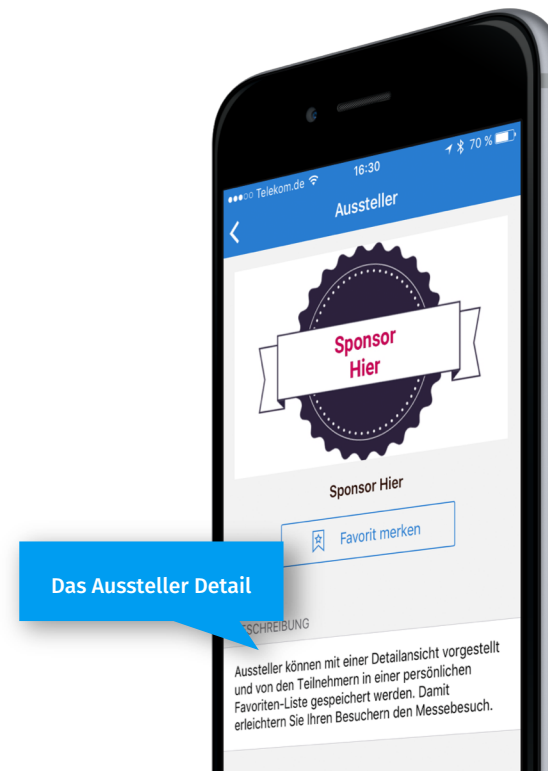 Telekom.de 16:30 70 %
Aussteller
Sponsor
Hier
Sponsor Hier
Favorit merken
Das Aussteller Detail
ESCHREIBUNG
Aussteller können mit einer Detailansicht vorgestellt
und von den Teilnehmern in einer persönlichen
Favoriten-Liste gespeichert werden. Damit
erleichtern Sie Ihren Besuchern den Messebesuch.